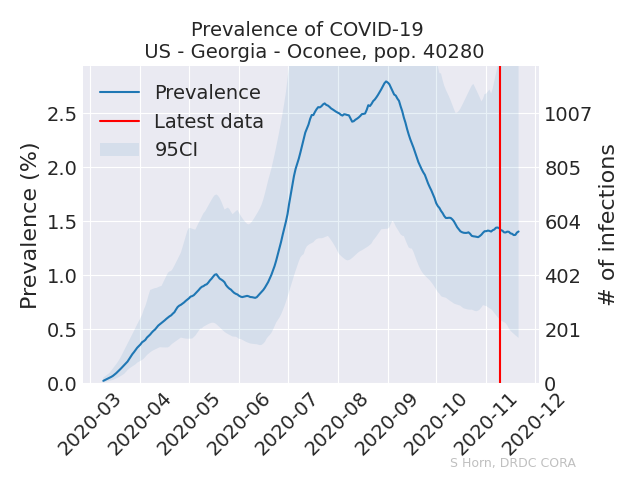 Prevalence of COVID-19
US - Georgia - Oconee, pop. 40280
Prevalence
Latest data
95CI
Prevalence (%)
2.5
2.0
1.5
1.0
0.5
0.0
# of infections
1007
805
604
402
201
0
2020-03
2020-04
2020-05
2020-06
2020-07
2020-08
2020-09
2020-10
2020-11
2020-12
S Horn, DRDC CORA